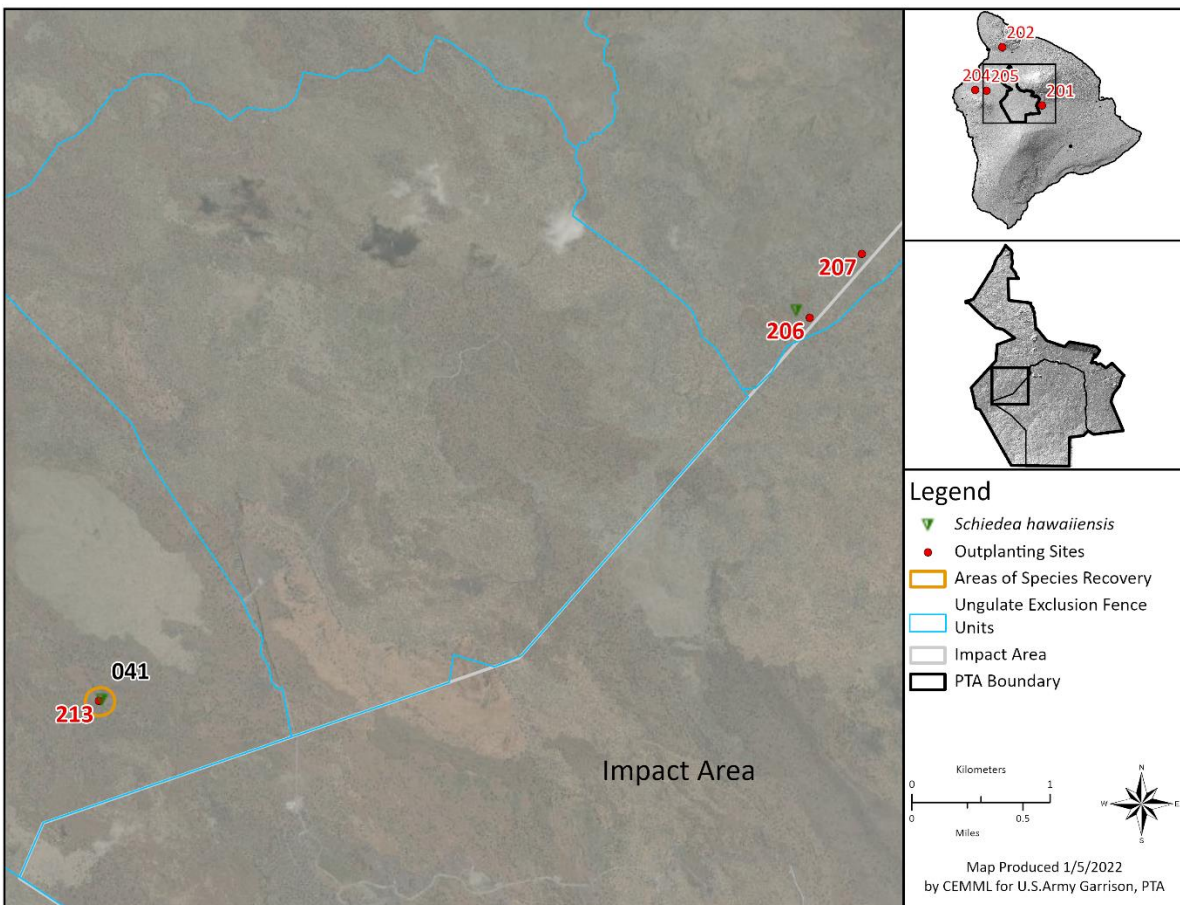 207
206
041
213
Impact Area
202
204
205
201
Legend
Schiedea hawaiiensis
Outplanting Sites
Areas of Species Recovery
Ungulate Exclusion Fence
Units
Impact Area
PTA Boundary
Kilometers
0 1
0 0.5
Miles
N
W E
S
Map Produced 1/5/2022
by CEMML for U.S.Army Garrison, PTA